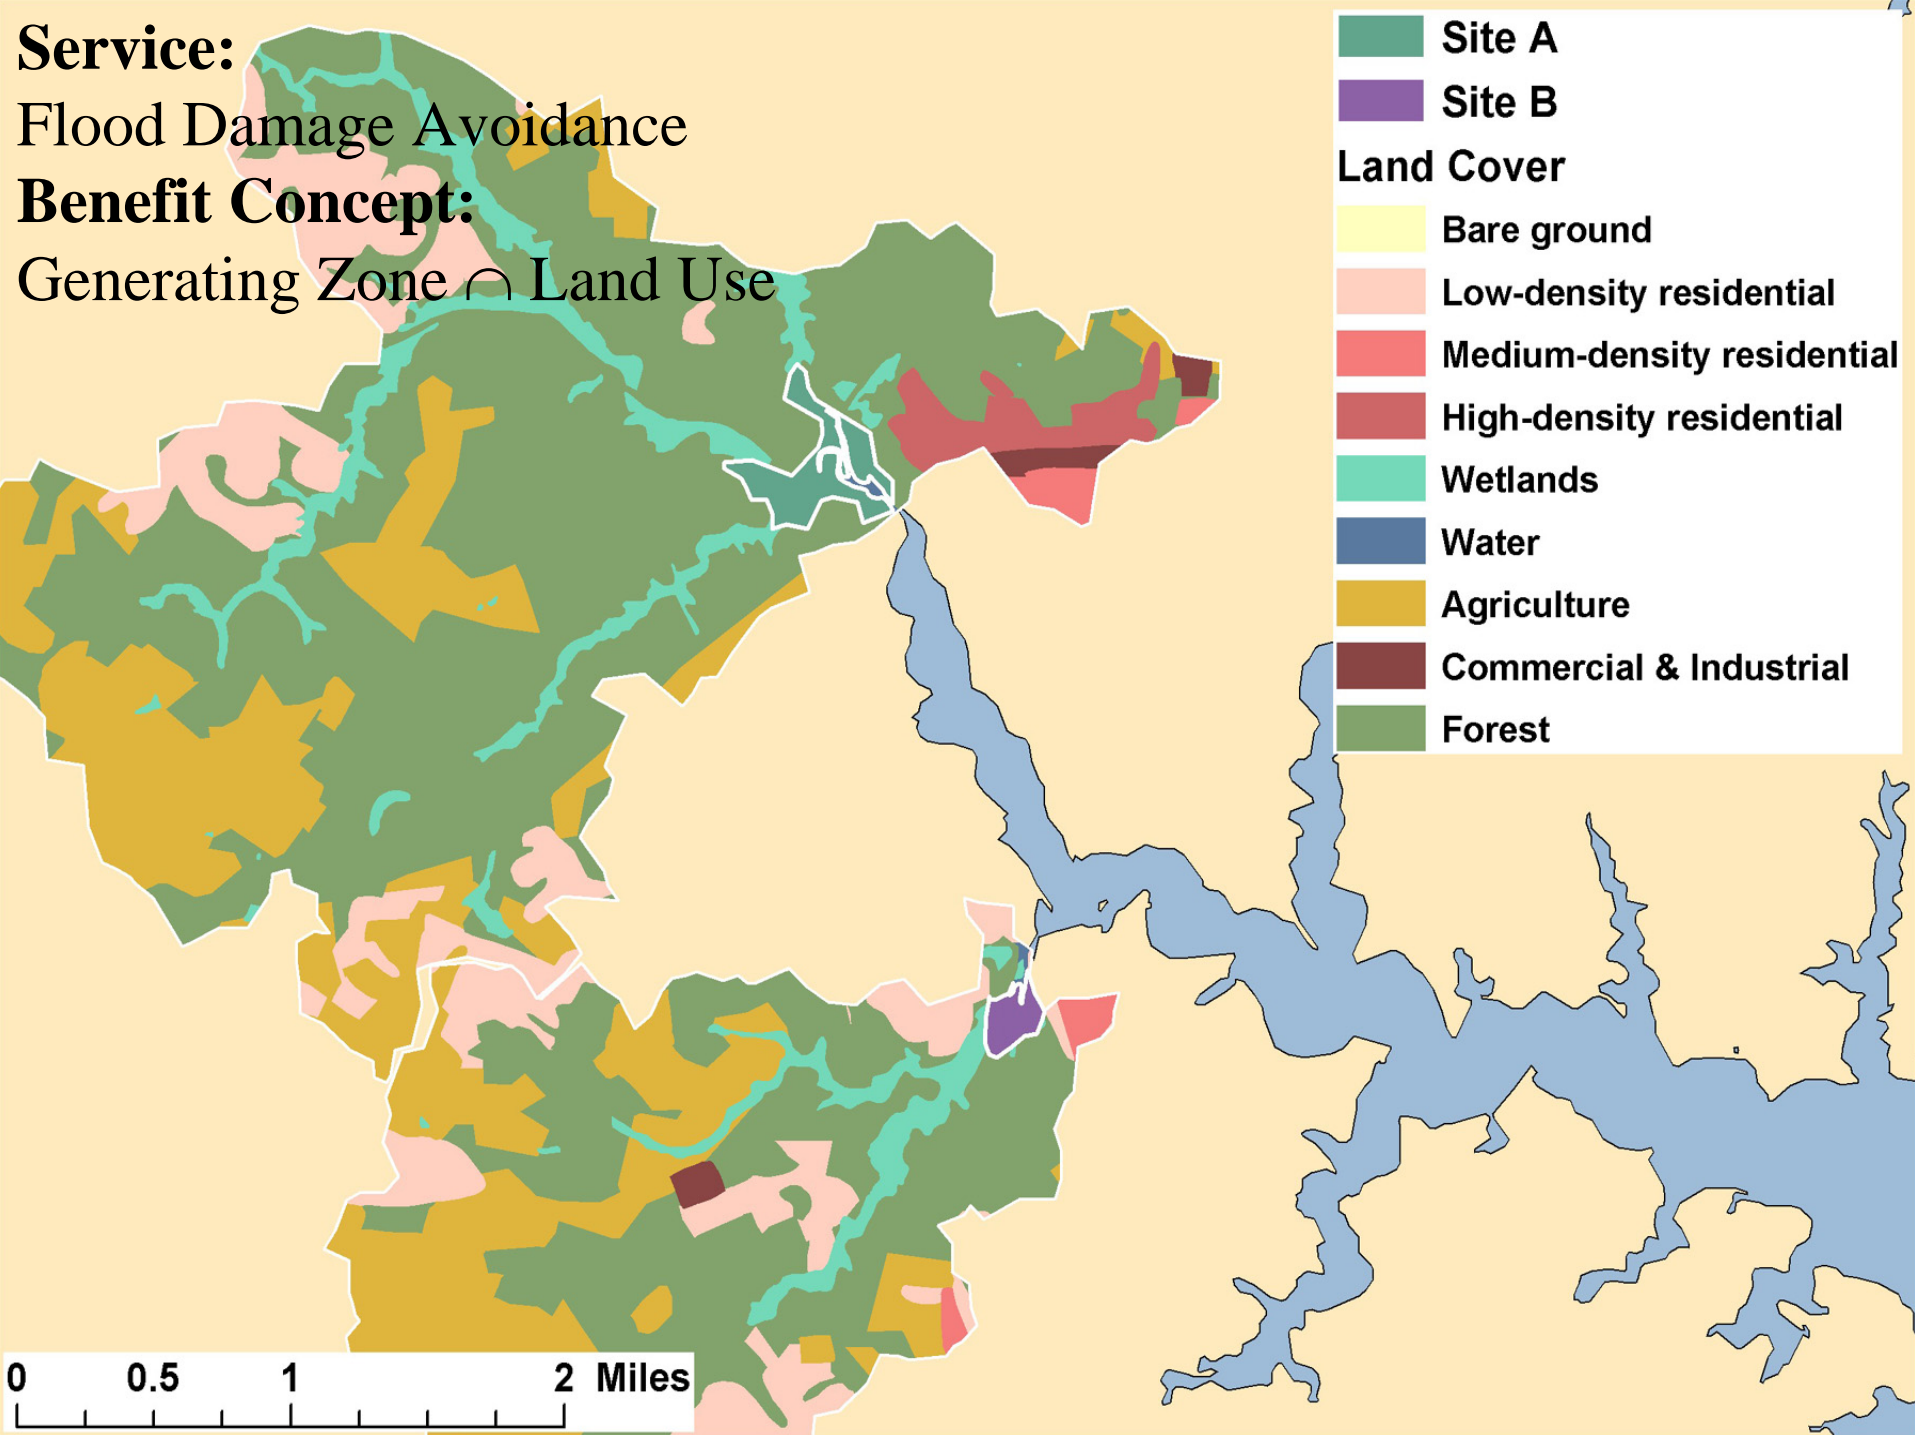 Service:
Flood Damage Avoidance
Benefit Concept:
Generating Zone ∩ Land Use
Site A
Site B
Land Cover
Bare ground
Low-density residential
Medium-density residential
High-density residential
Wetlands
Water
Agriculture
Commercial & Industrial
Forest
0 0.5 1 2 Miles